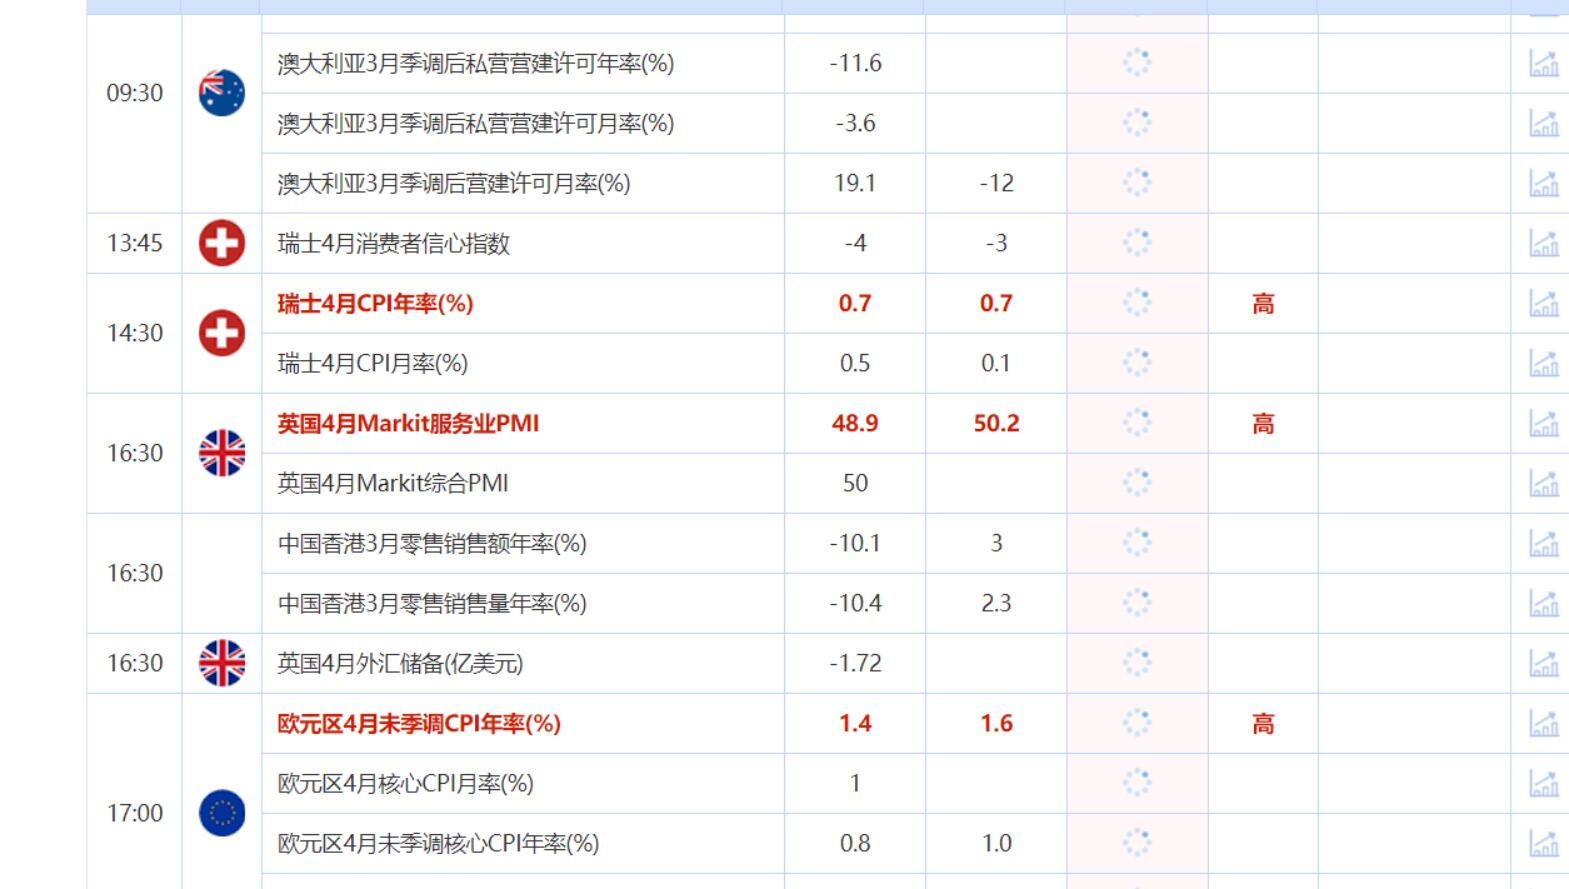 09:30
澳大利亚3月季调后私营营建许可年率(%) -11.6
澳大利亚3月季调后私营营建许可月率(%) -3.6
澳大利亚3月季调后营建许可月率(%) 19.1 -12
13:45 瑞士4月消费者信心指数 -4 -3
14:30
瑞士4月CPI年率(%) 0.7 0.7 高
瑞士4月CPI月率(%) 0.5 0.1
16:30
英国4月Markit服务业PMI 48.9 50.2 高
英国4月Markit综合PMI 50
16:30
中国香港3月零售销售额年率(%) -10.1 3
中国香港3月零售销售量年率(%) -10.4 2.3
16:30 英国4月外汇储备(亿美元) -1.72
17:00
欧元区4月未季调CPI年率(%) 1.4 1.6 高
欧元区4月核心CPI月率(%) 1
欧元区4月未季调核心CPI年率(%) 0.8 1.0